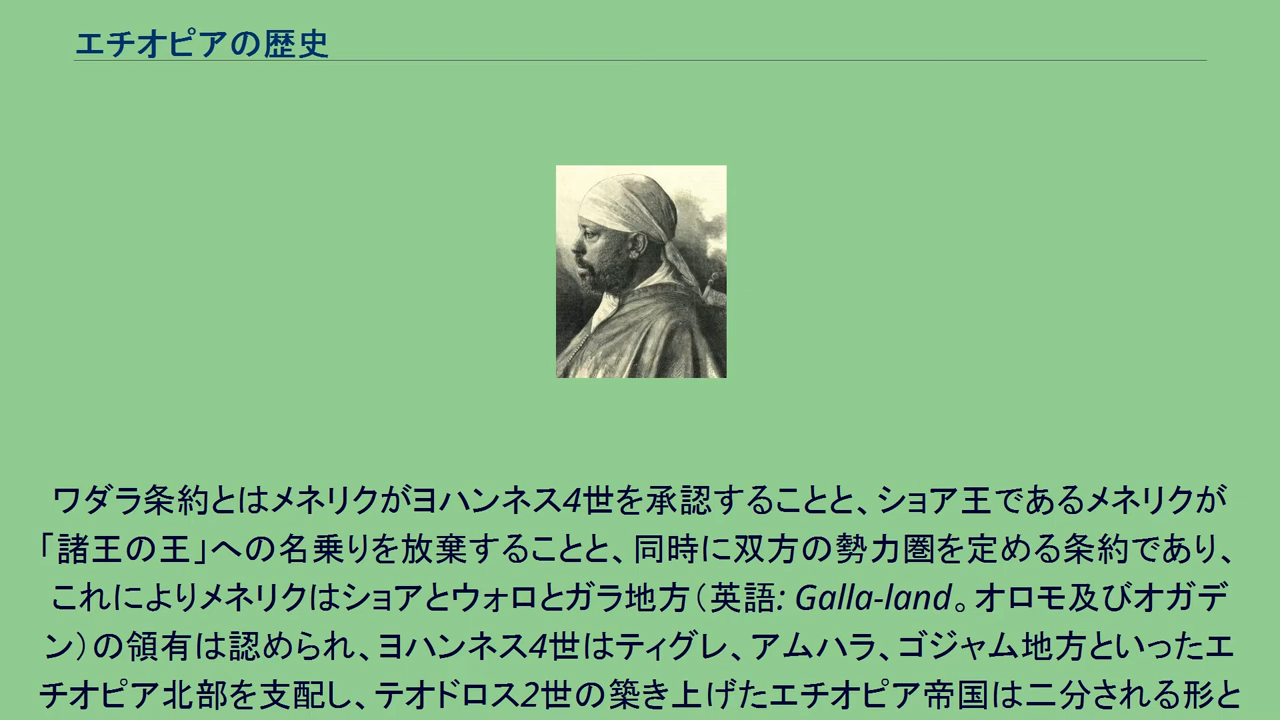 エチオピアの歴史
ワダラ条約とはメネリクがヨハンネス4世を承認することと、ショア王であるメネリクが
「諸王の王」への名乗りを放棄することと、同時に双方の勢力圏を定める条約であり、
これによりメネリクはショアとウォロとガラ地方（英語: Galla-land。オロモ及びオガデ
ン）の領有は認められ、ヨハンネス4世はティグレ、アムハラ、ゴジャム地方といったエ
チオピア北部を支配し、テオドロス2世の築き上げたエチオピア帝国は二分される形と